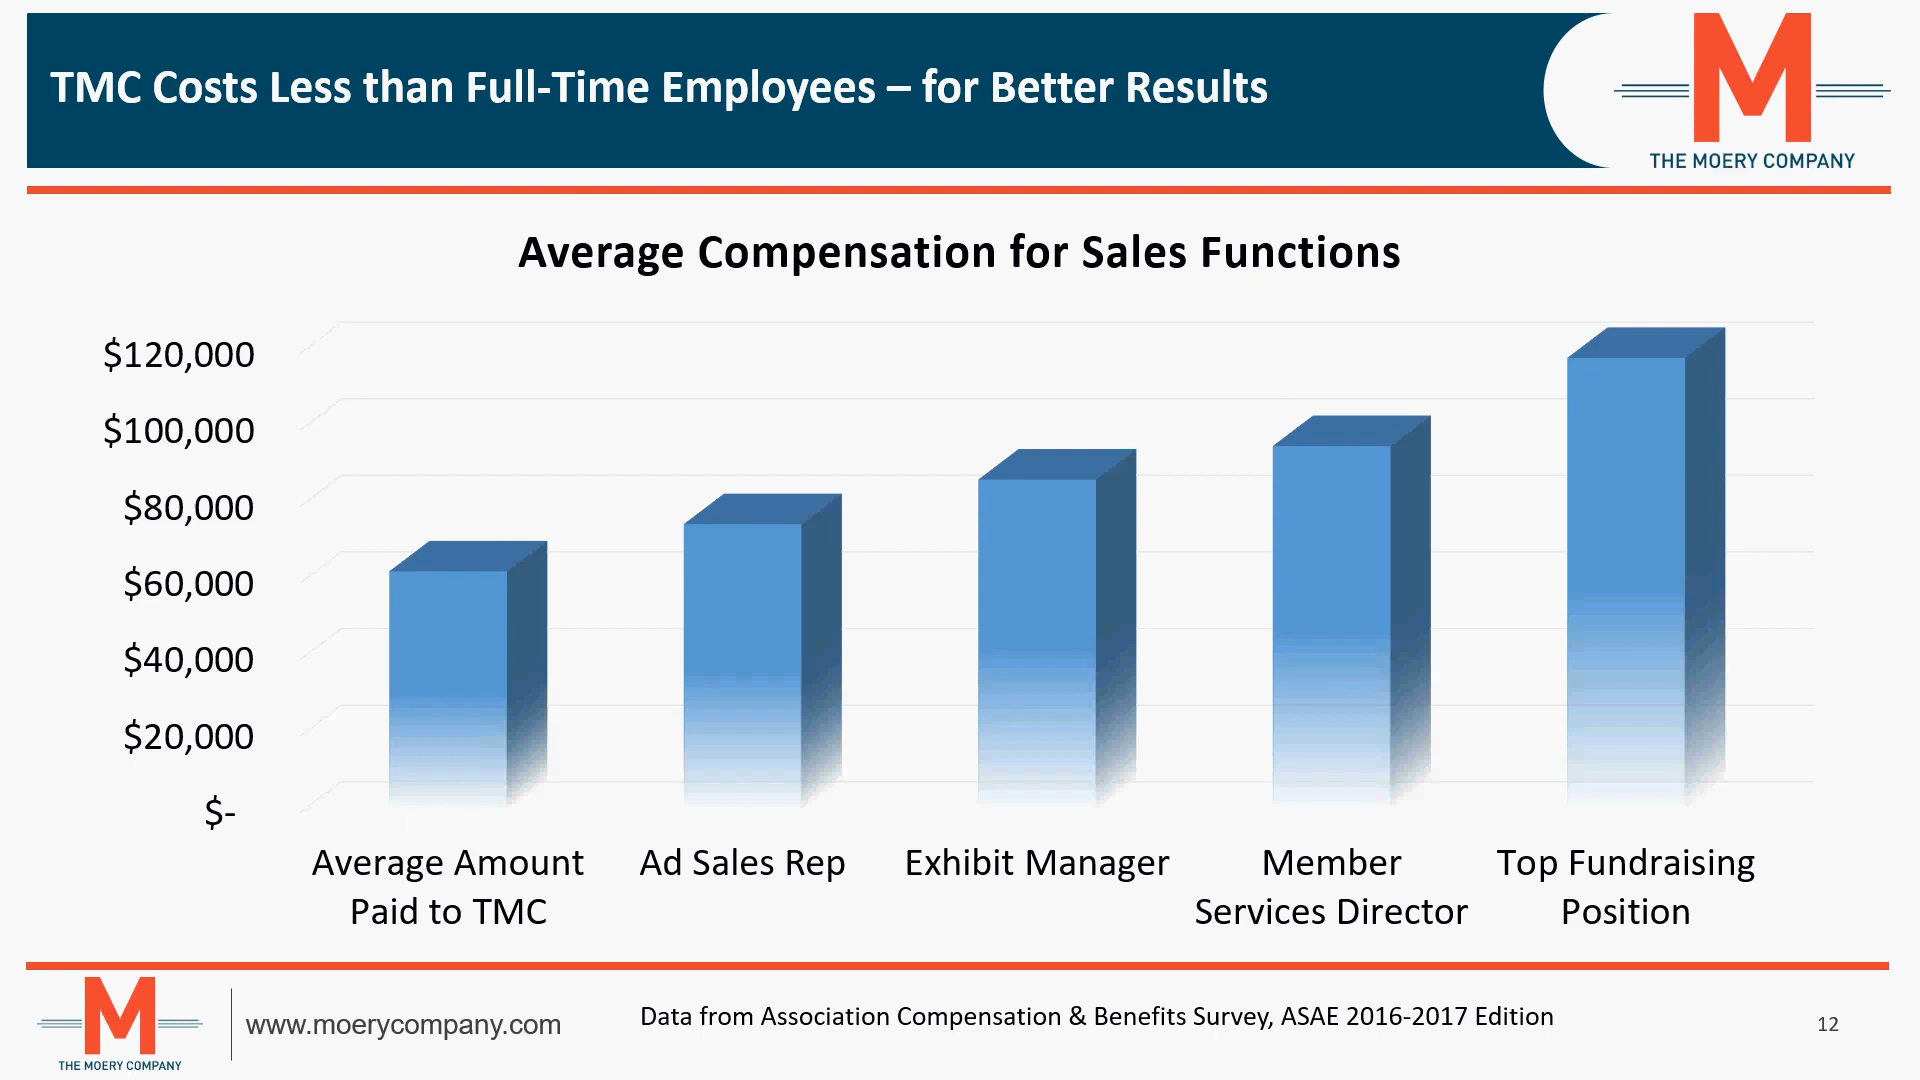 TMC Costs Less than Full-Time Employees – for Better Results
M
THE MOERY COMPANY
Average Compensation for Sales Functions
$120,000
$100,000
$80,000
$60,000
$40,000
$20,000
$-
Average Amount
Paid to TMC
Ad Sales Rep
Exhibit Manager
Member
Services Director
Top Fundraising
Position
M
THE MOERY COMPANY
www.moerycompany.com
Data from Association Compensation & Benefits Survey, ASAE 2016-2017 Edition
12